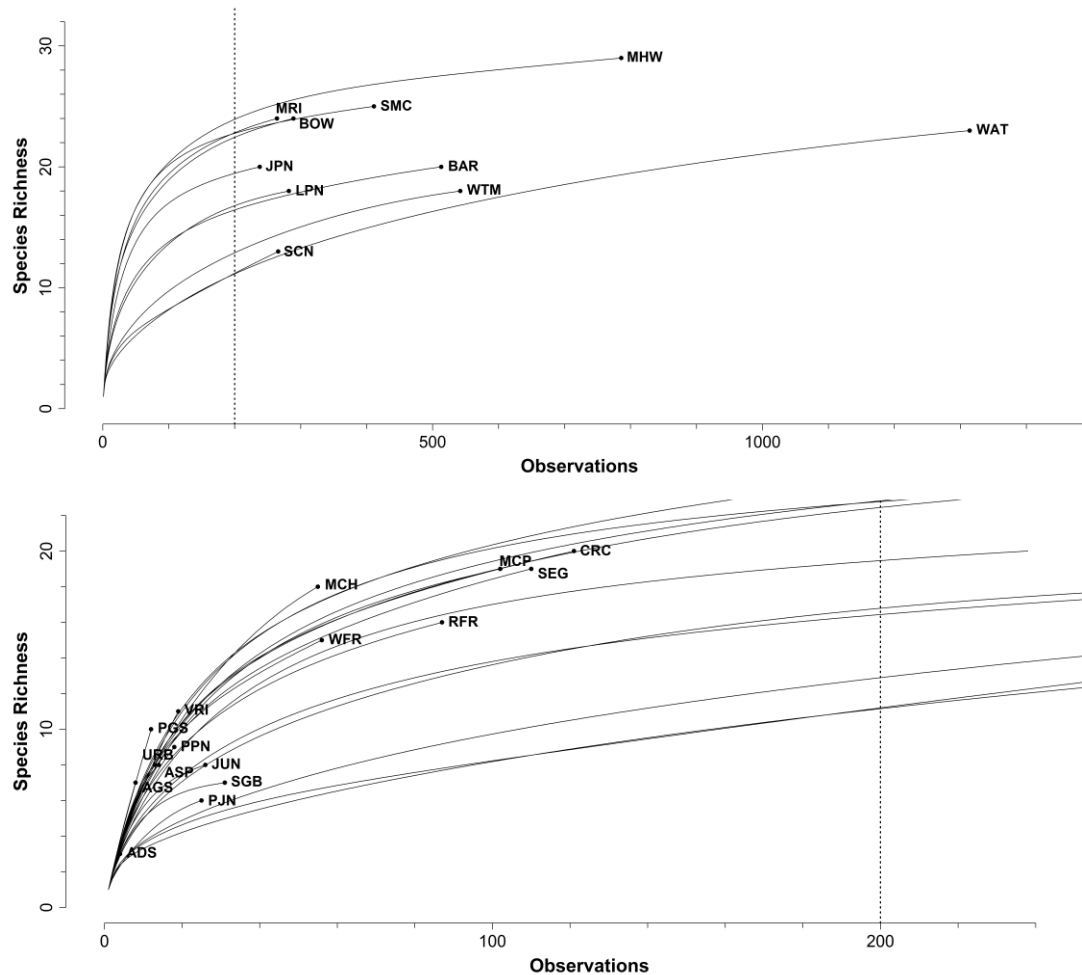 30
20
10
0
Species Richness
MHW
MRI
SMC
BOW
WAT
JPN
BAR
LPN
WTM
SCN
0
500
1000
Observations
20
10
0
Species Richness
CRC
MCP
SEG
MCH
RFR
WFR
VRI
PGS
PPN
URB
ASP
JUN
AGS
SGB
PJN
ADS
0
100
200
Observations